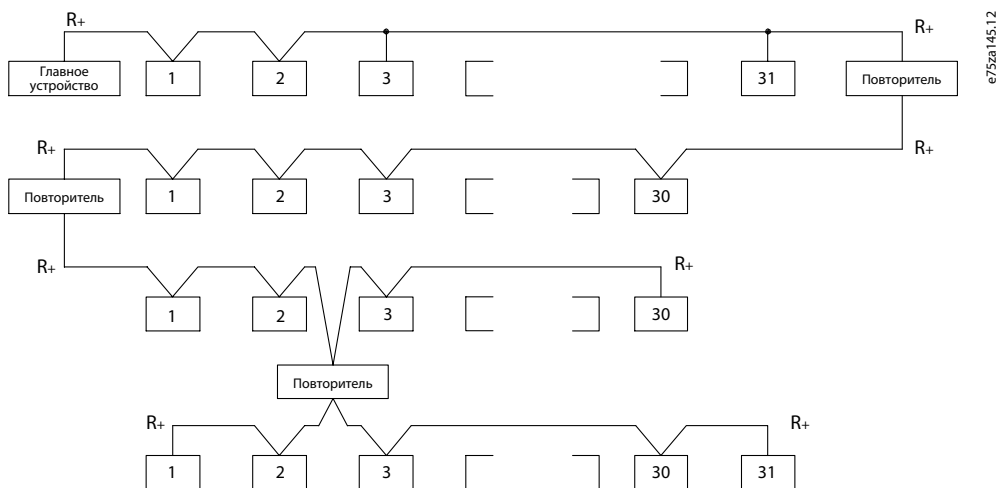 R+ R+
Главное
устройство
1 2 3 31 Повторитель
R+ R+
Повторитель 1 2 3 30
R+ R+
1 2 3 30
Повторитель
R+ R+
1 2 3 30 31
e75za145.12